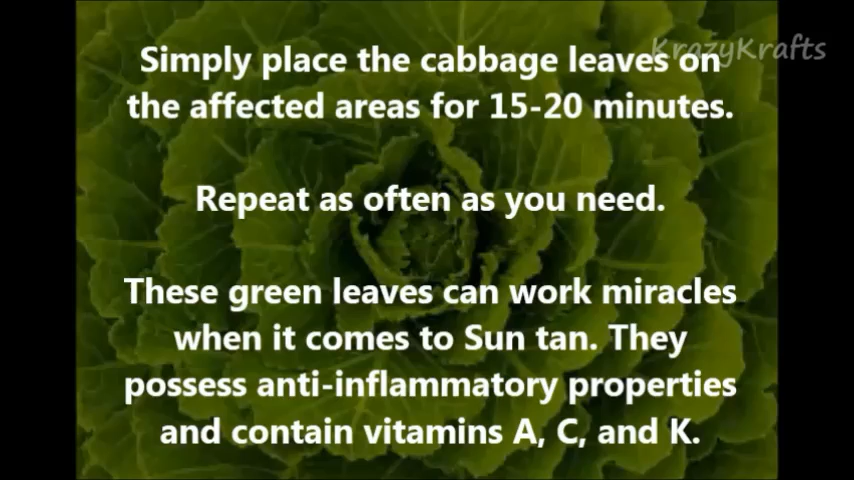 KrazyKrafts
Simply place the cabbage leaves on
the affected areas for 15-20 minutes.
Repeat as often as you need.
These green leaves can work miracles
when it comes to Sun tan. They
possess anti-inflammatory properties
and contain vitamins A, C, and K.